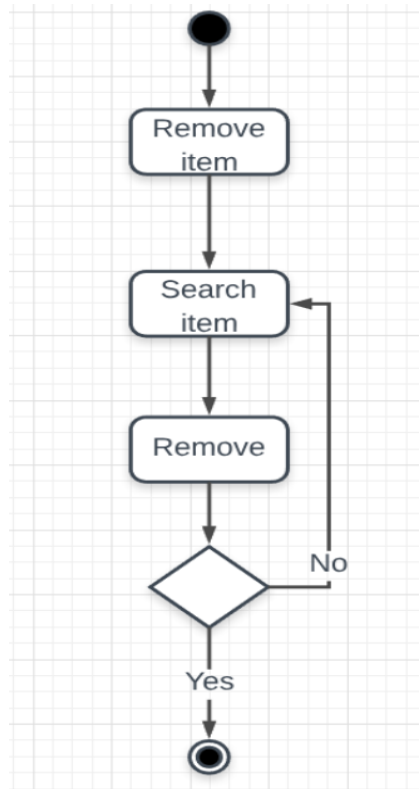 Remove
item
Search
item
Remove
No
Yes